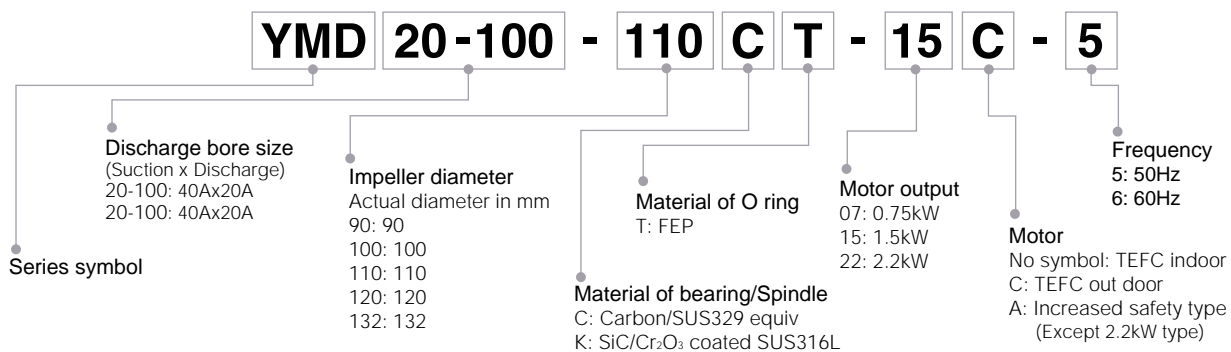 YMD 20-100 - 110 C T - 15 C - 5
Series symbol
Discharge bore size
(Suction x Discharge)
20-100: 40Ax20A
20-100: 40Ax20A
Impeller diameter
Actual diameter in mm
90: 90
100: 100
110: 110
120: 120
132: 132
Material of bearing/Spindle
C: Carbon/SUS329 equiv
K: SiC/Cr₂O₃ coated SUS316L
Material of O ring
T: FEP
Motor output
07: 0.75kW
15: 1.5kW
22: 2.2kW
Motor
No symbol: TEFC indoor
C: TEFC out door
A: Increased safety type
(Except 2.2kW type)
Frequency
5: 50Hz
6: 60Hz